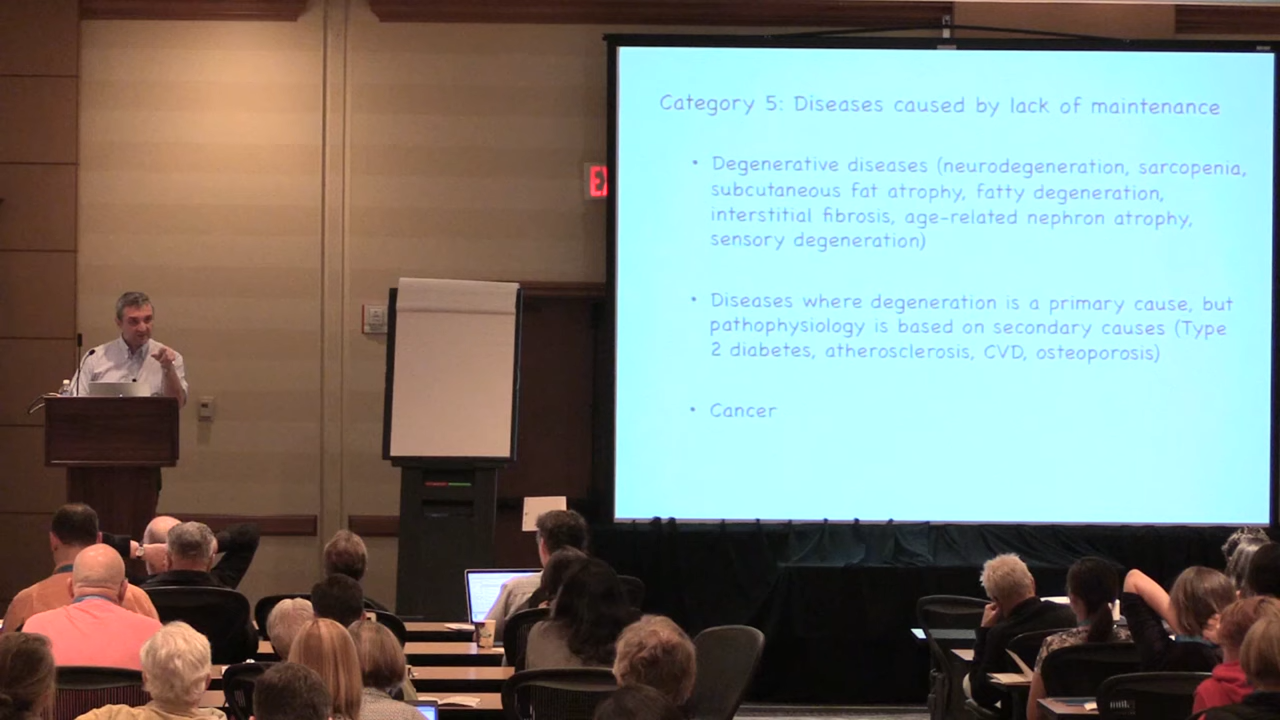 Category 5: Diseases caused by lack of maintenance
• Degenerative diseases (neurodegeneration, sarcopenia,
subcutaneous fat atrophy, fatty degeneration,
interstitial fibrosis, age-related nephron atrophy,
sensory degeneration)
• Diseases where degeneration is a primary cause, but
pathophysiology is based on secondary causes (Type
2 diabetes, atherosclerosis, CVD, osteoporosis)
• Cancer